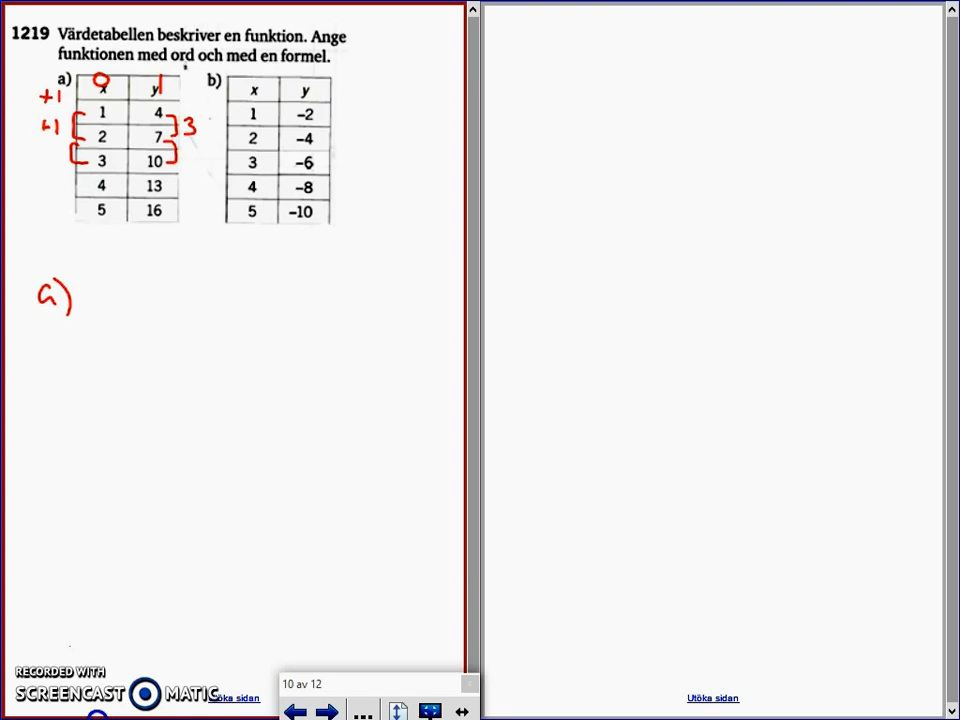 1219 Värdetabellen beskriver en funktion. Ange
funktionen med ord och med en formel.
a)
x y
0 1
1 4
2 7
3 10
4 13
5 16
+1
+1
3
b)
x y
1 -2
2 -4
3 -6
4 -8
5 -10
a)
RECORDED WITH
SCREENCAST MATIC
Utöka sidan
10 av 12
...
Utöka sidan